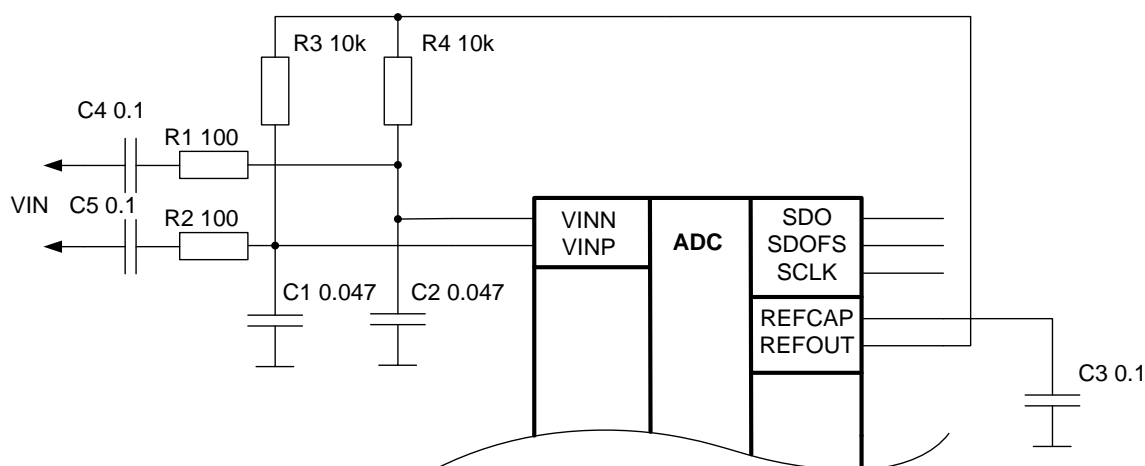 R3 10k
R4 10k
C4 0.1
R1 100
VIN
C5 0.1
R2 100
VINN
VINP
ADC
SDO
SDOFS
SCLK
C1 0.047
C2 0.047
REFCAP
REFOUT
C3 0.1